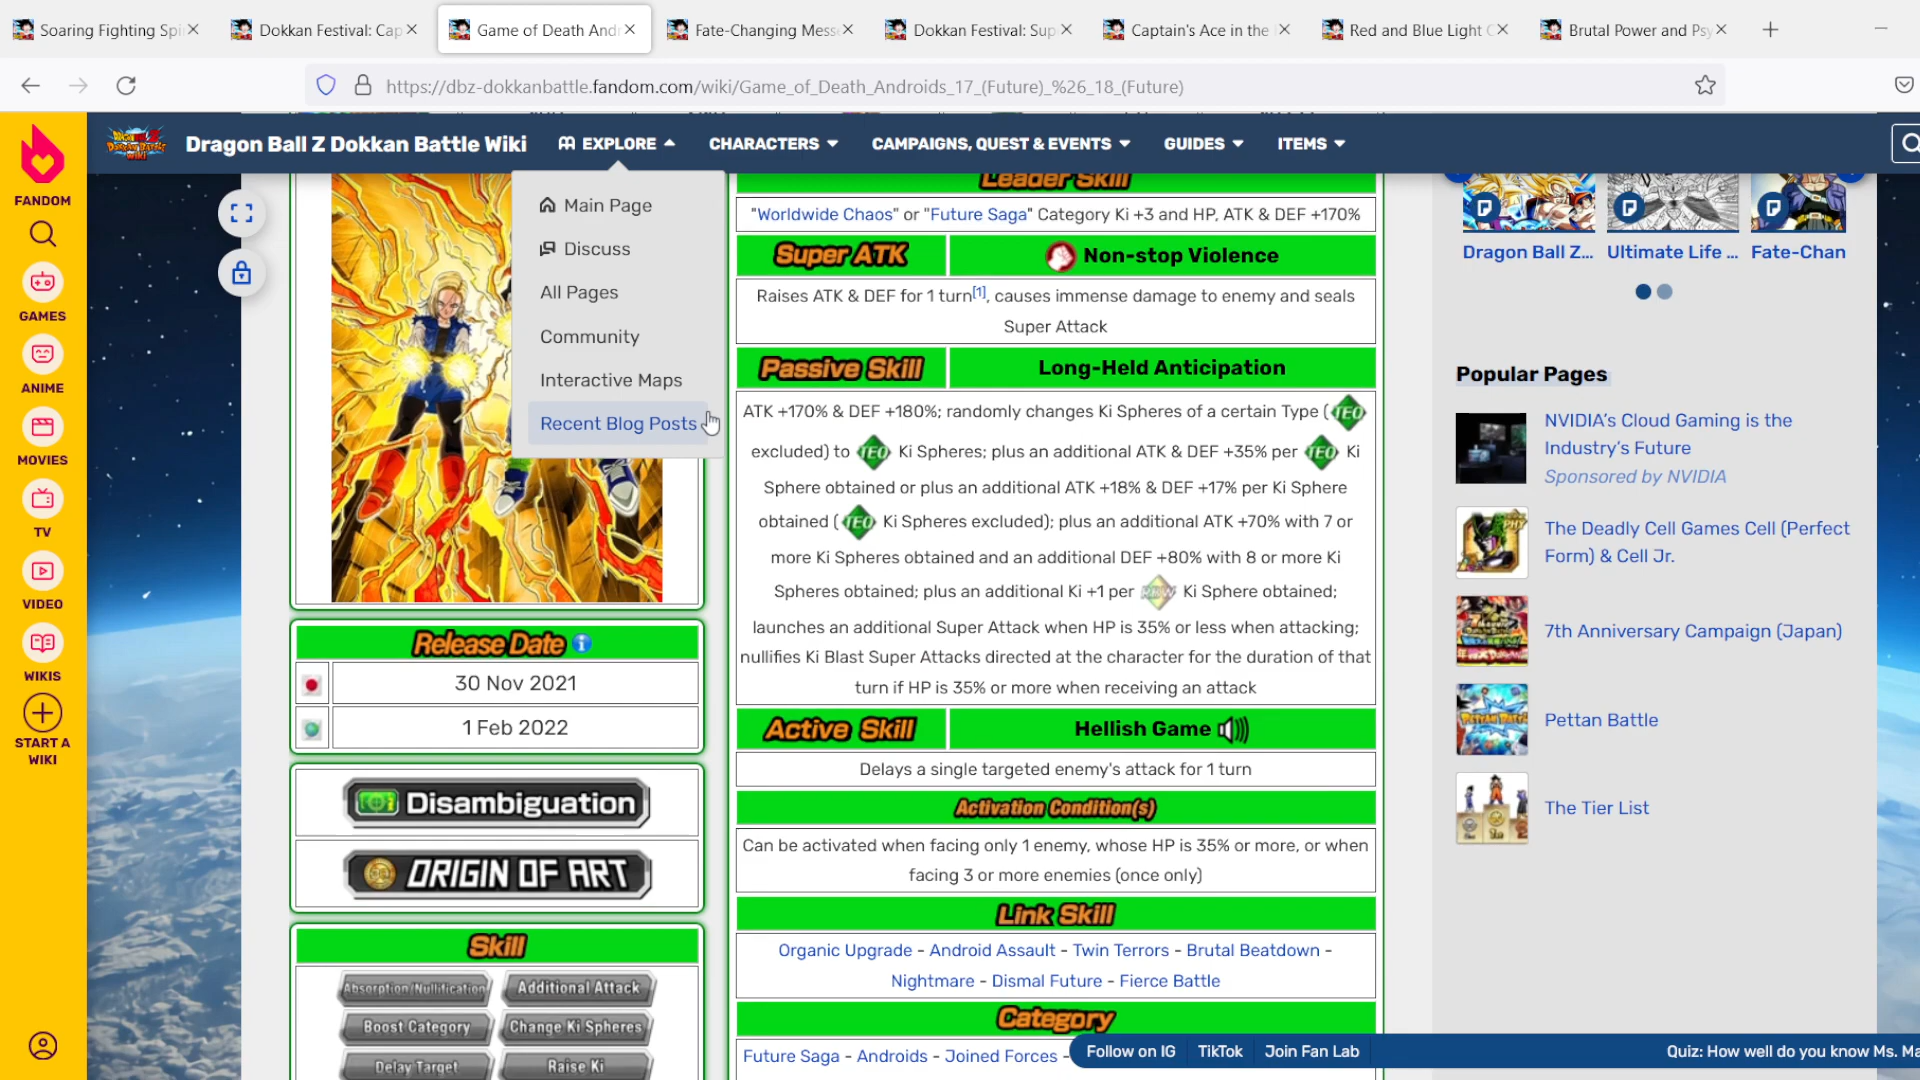 Soaring Fighting Spi
Dokkan Festival: Cap
Game of Death And
Fate-Changing Mess
Dokkan Festival: Sup
Captain's Ace in the
Red and Blue Light C
Brutal Power and Psy
https://dbz-dokkanbattle.fandom.com/wiki/Game_of_Death_Androids_17_(Future)_%26_18_(Future)
Dragon Ball Z Dokkan Battle Wiki
EXPLORE
CHARACTERS
CAMPAIGNS, QUEST & EVENTS
GUIDES
ITEMS
FANDOM
GAMES
ANIME
MOVIES
TV
VIDEO
WIKIS
START A
WIKI
Main Page
Discuss
All Pages
Community
Interactive Maps
Recent Blog Posts
Release Date
30 Nov 2021
1 Feb 2022
Disambiguation
ORIGIN OF ART
Skill
Absorption/Nullification
Additional Attack
Boost Category
Change Ki Spheres
Delay Target
Raise Ki
Leader Skill
"Worldwide Chaos" or "Future Saga" Category Ki +3 and HP, ATK & DEF +170%
Super ATK
Non-stop Violence
Raises ATK & DEF for 1 turn[1], causes immense damage to enemy and seals
Super Attack
Passive Skill
Long-Held Anticipation
ATK +170% & DEF +180%; randomly changes Ki Spheres of a certain Type (TEQ
excluded) to TEQ Ki Spheres; plus an additional ATK & DEF +35% per TEQ Ki
Sphere obtained or plus an additional ATK +18% & DEF +17% per Ki Sphere
obtained (TEQ Ki Spheres excluded); plus an additional ATK +70% with 7 or
more Ki Spheres obtained and an additional DEF +80% with 8 or more Ki
Spheres obtained; plus an additional Ki +1 per RBW Ki Sphere obtained;
launches an additional Super Attack when HP is 35% or less when attacking;
nullifies Ki Blast Super Attacks directed at the character for the duration of that
turn if HP is 35% or more when receiving an attack
Active Skill
Hellish Game
Delays a single targeted enemy's attack for 1 turn
Activation Condition(s)
Can be activated when facing only 1 enemy, whose HP is 35% or more, or when
facing 3 or more enemies (once only)
Link Skill
Organic Upgrade - Android Assault - Twin Terrors - Brutal Beatdown -
Nightmare - Dismal Future - Fierce Battle
Category
Future Saga - Androids - Joined Forces -
Dragon Ball Z...
Ultimate Life ...
Fate-Chan
Popular Pages
NVIDIA's Cloud Gaming is the
Industry's Future
Sponsored by NVIDIA
The Deadly Cell Games Cell (Perfect
Form) & Cell Jr.
7th Anniversary Campaign (Japan)
Pettan Battle
The Tier List
Follow on IG
TikTok
Join Fan Lab
Quiz: How well do you know Ms. Ma